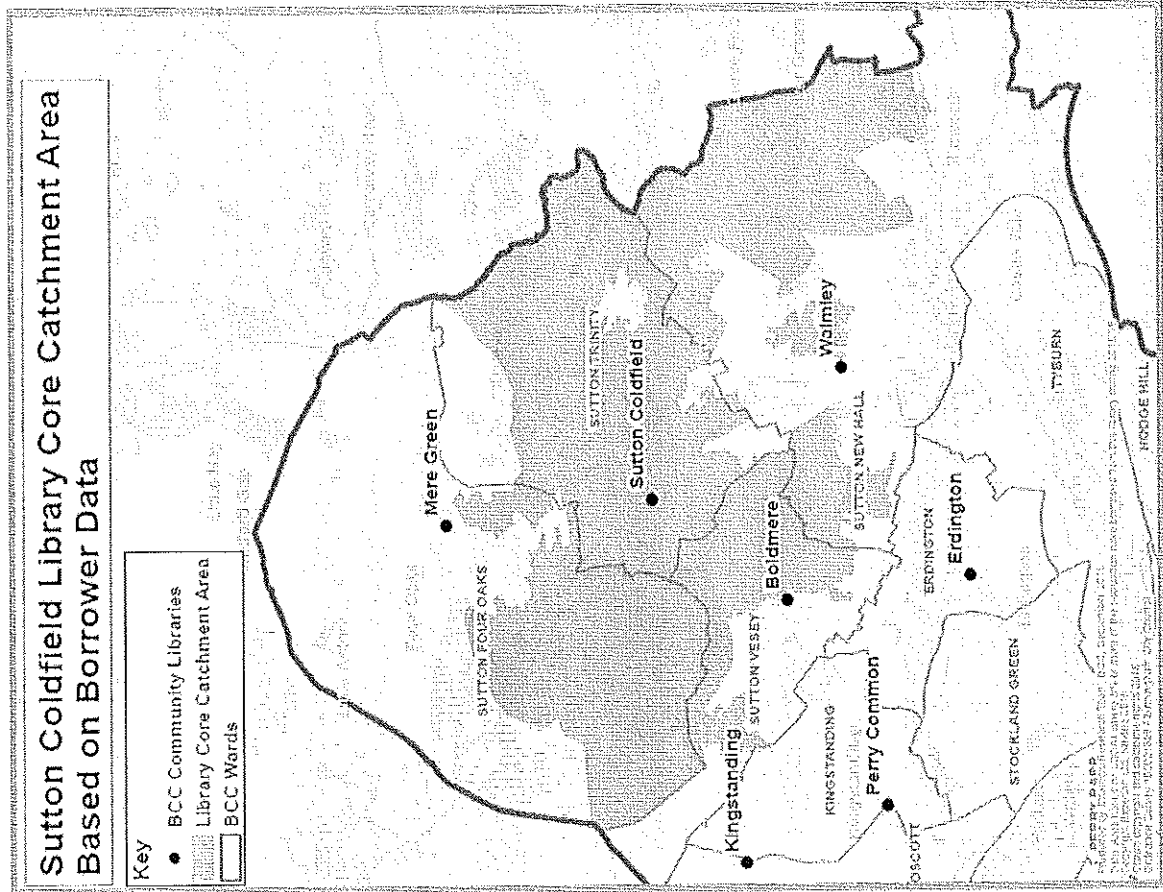 Sutton Coldfield Library Core Catchment Area
Based on Borrower Data
Key
BCC Community Libraries
Library Core Catchment Area
BCC Wards
Mere Green
SUTTON FOUR OAKS
SUTTON TRINITY
Sutton Coldfield
Kingstanding
SUTTON VESEY
Boldmere
Walmley
SUTTON NEW HALL
KINGSTANDING
Perry Common
OSCOTT
ERDINGTON
Erdington
STOCKLAND GREEN
TYBURN
PERRY BARR
HODGE HILL